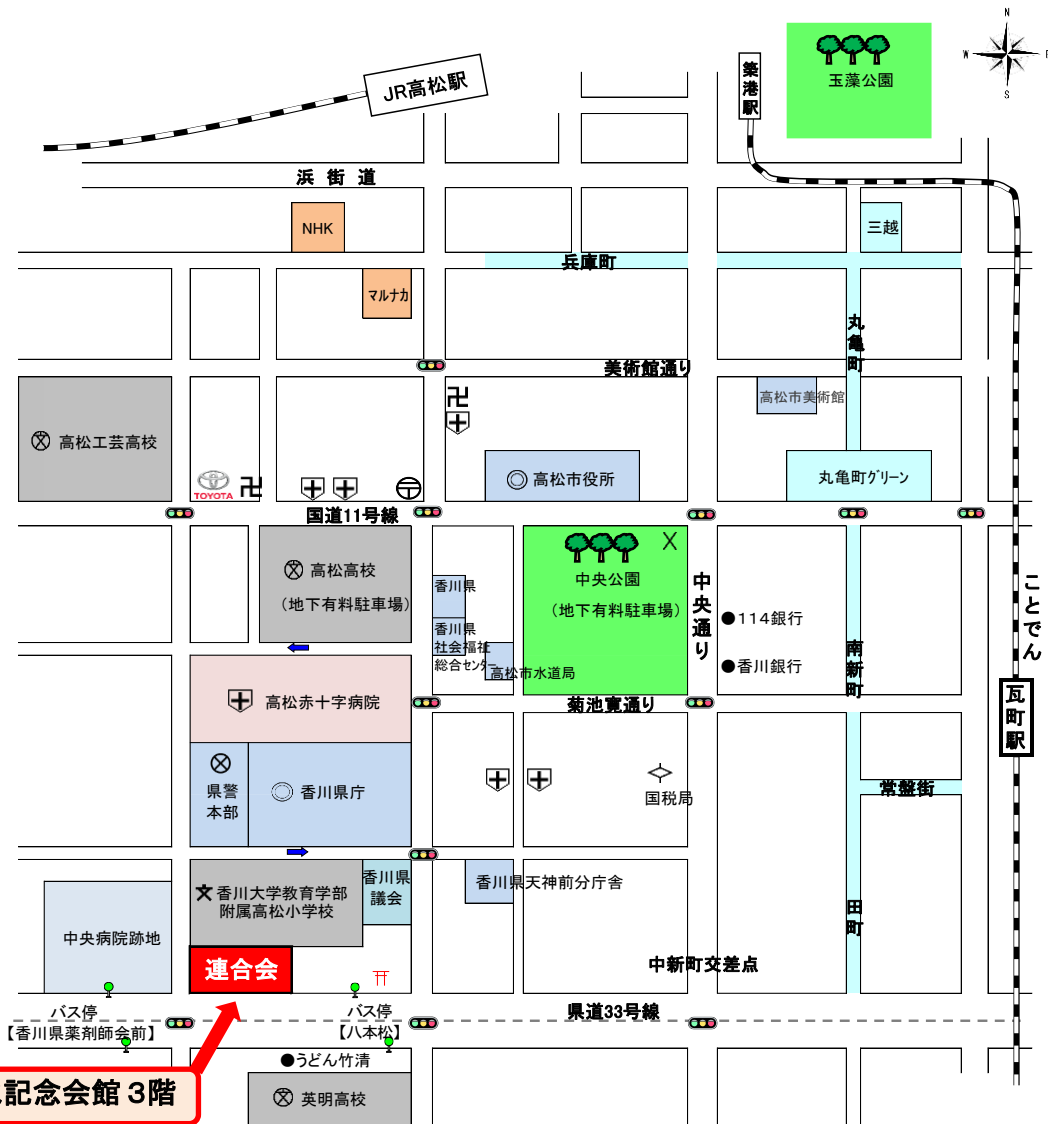 N
W
E
S
JR高松駅
築港駅
玉藻公園
浜街道
NHK
三越
兵庫町
マルナカ
丸亀町
美術館通り
高松市美術館
高松工芸高校
TOYOTA
高松市役所
丸亀町グリーン
国道11号線
高松高校
(地下有料駐車場)
香川県
香川県
社会福祉
総合センター
高松市水道局
X
中央公園
(地下有料駐車場)
中央通り
●114銀行
●香川銀行
南新町
ことでん
瓦町駅
菊池寛通り
高松赤十字病院
県警
本部
香川県庁
国税局
常盤街
文
香川大学教育学部
附属高松小学校
香川県
議会
香川県天神前分庁舎
田町
中央病院跡地
連合会
中新町交差点
県道33号線
バス停
【香川県薬剤師会前】
バス停
【八本松】
●うどん竹清
記念会館3階
英明高校